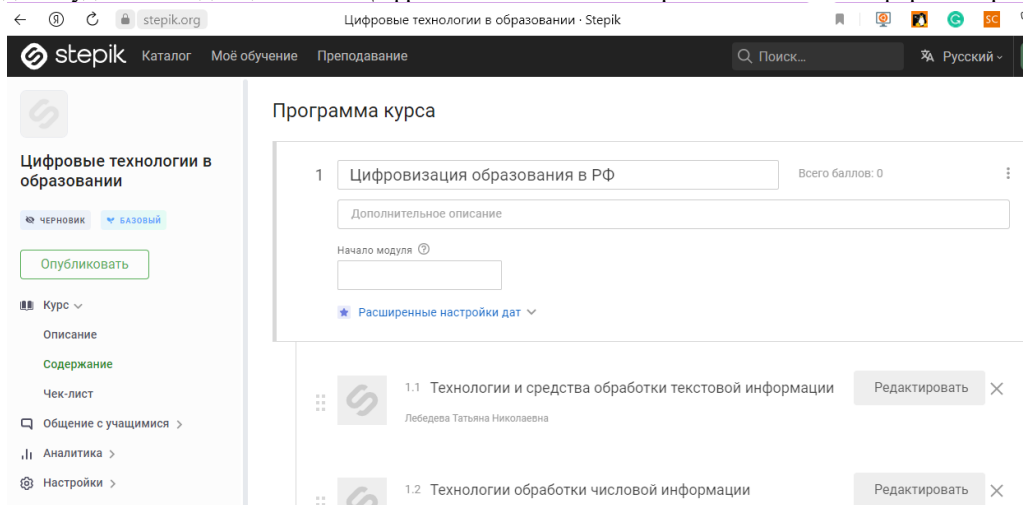 stepik.org
Цифровые технологии в образовании · Stepik
SC
stepik
Каталог
Моё обучение
Преподавание
Поиск...
Русский
Программа курса
Цифровые технологии в
образовании
ЧЕРНОВИК
БАЗОВЫЙ
Опубликовать
Курс
Описание
Содержание
Чек-лист
Общение с учащимися
Аналитика
Настройки
1
Цифровизация образования в РФ
Всего баллов: 0
Дополнительное описание
Начало модуля
Расширенные настройки дат
1.1 Технологии и средства обработки текстовой информации
Редактировать
Лебедева Татьяна Николаевна
1.2 Технологии обработки числовой информации
Редактировать